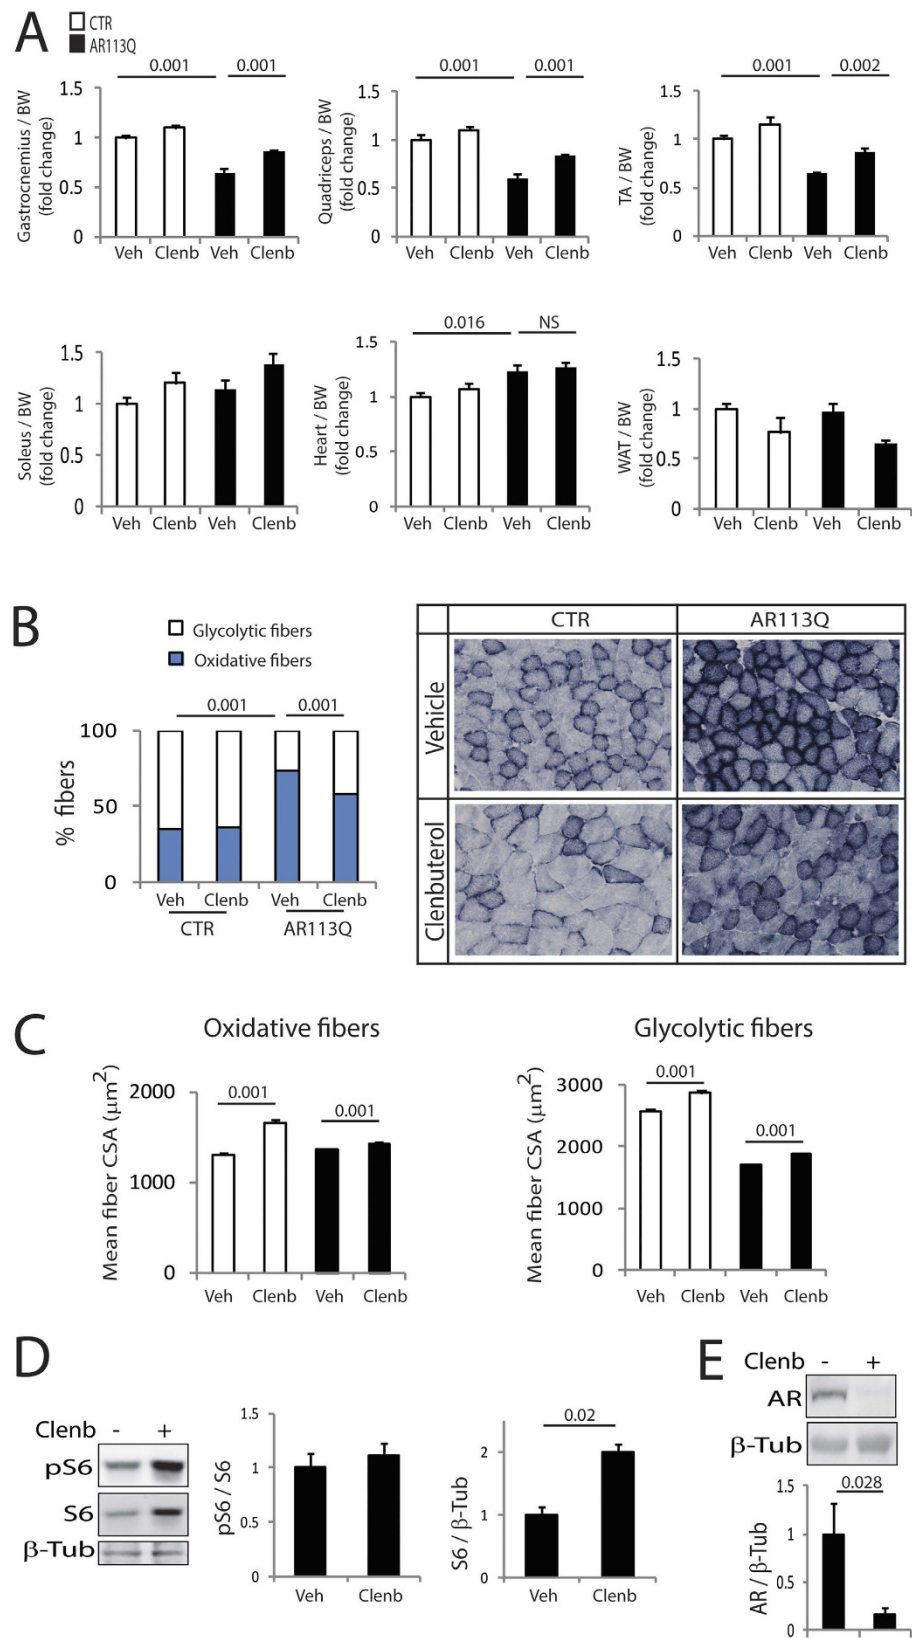 A
CTR
AR113Q
Gastrocnemius / BW
(fold change)
1.5
1
0.5
0
0.001
0.001
Veh Clenb Veh Clenb
Quadriceps / BW
(fold change)
1.5
1
0.5
0
0.001
0.001
Veh Clenb Veh Clenb
TA / BW
(fold change)
1.5
1
0.5
0
0.001
0.002
Veh Clenb Veh Clenb
Soleus / BW
(fold change)
1.5
1
0.5
0
Veh Clenb Veh Clenb
Heart / BW
(fold change)
1.5
1
0.5
0
0.016
NS
Veh Clenb Veh Clenb
WAT / BW
(fold change)
1.5
1
0.5
0
Veh Clenb Veh Clenb
B
Glycolytic fibers
Oxidative fibers
% fibers
100
50
0
0.001
0.001
Veh Clenb Veh Clenb
CTR AR113Q
CTR AR113Q
Vehicle
Clenbuterol
C
Oxidative fibers
Mean fiber CSA (μm²)
2000
1000
0
0.001
0.001
Veh Clenb Veh Clenb
Glycolytic fibers
Mean fiber CSA (μm²)
3000
2000
1000
0
0.001
0.001
Veh Clenb Veh Clenb
D
Clenb - +
pS6
S6
β-Tub
pS6 / S6
1.5
1
0.5
0
Veh Clenb
S6 / β-Tub
2
1
0
0.02
Veh Clenb
E
Clenb - +
AR
β-Tub
AR / β-Tub
1.5
1
0.5
0
0.028